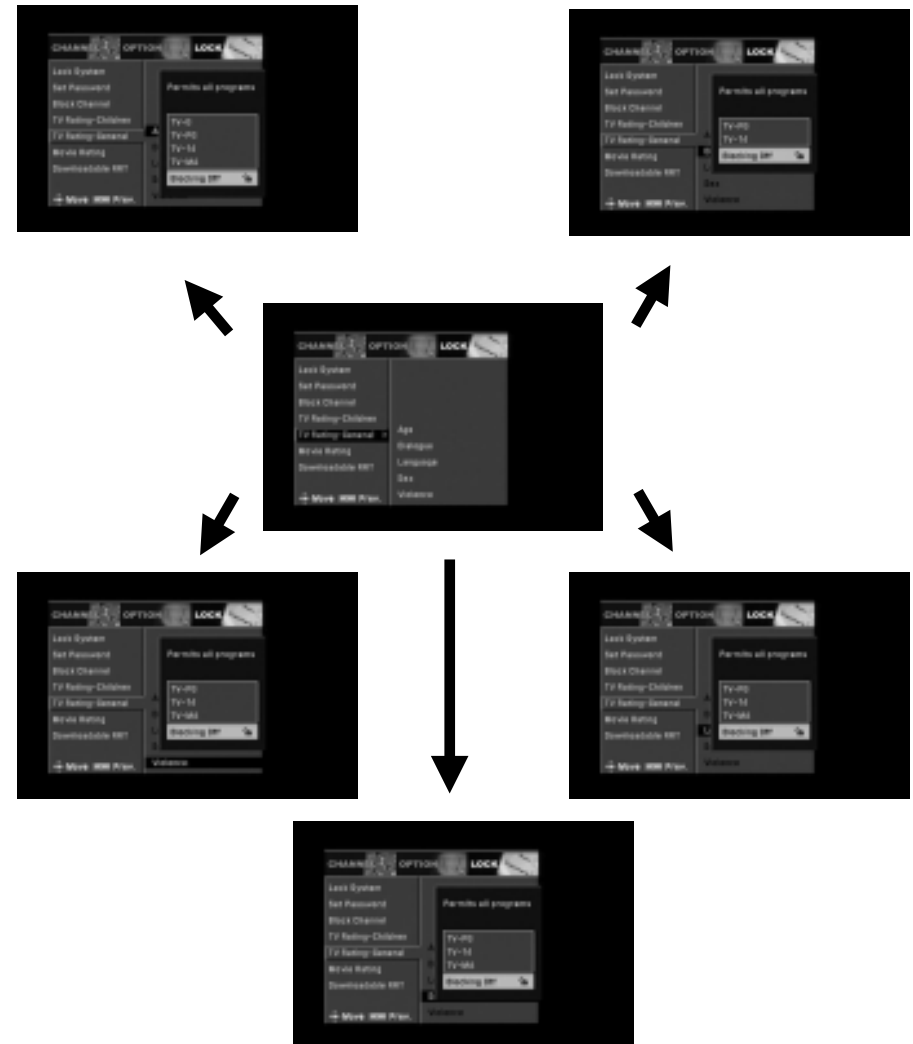 CHANNEL OPTION LOCK
Lock System
Set Password
Block Channel
TV Rating-Children
TV Rating-General
Movie Rating
Downloadable RRT
Move Prev.
Permits all programs
TV-G
TV-PG
TV-14
TV-MA
Blocking Off
A
D
L
S
V
CHANNEL OPTION LOCK
Lock System
Set Password
Block Channel
TV Rating-Children
TV Rating-General
Movie Rating
Downloadable RRT
Move Prev.
Permits all programs
TV-PG
TV-14
Blocking Off
A
D
L
Sex
Violence
CHANNEL OPTION LOCK
Lock System
Set Password
Block Channel
TV Rating-Children
TV Rating-General
Movie Rating
Downloadable RRT
Move Prev.
Age
Dialogue
Language
Sex
Violence
CHANNEL OPTION LOCK
Lock System
Set Password
Block Channel
TV Rating-Children
TV Rating-General
Movie Rating
Downloadable RRT
Move Prev.
Permits all programs
TV-PG
TV-14
TV-MA
Blocking Off
A
D
L
S
Violence
CHANNEL OPTION LOCK
Lock System
Set Password
Block Channel
TV Rating-Children
TV Rating-General
Movie Rating
Downloadable RRT
Move Prev.
Permits all programs
TV-PG
TV-14
TV-MA
Blocking Off
A
D
L
S
Violence
CHANNEL OPTION LOCK
Lock System
Set Password
Block Channel
TV Rating-Children
TV Rating-General
Movie Rating
Downloadable RRT
Move Prev.
Permits all programs
TV-PG
TV-14
TV-MA
Blocking Off
A
D
L
S
Violence